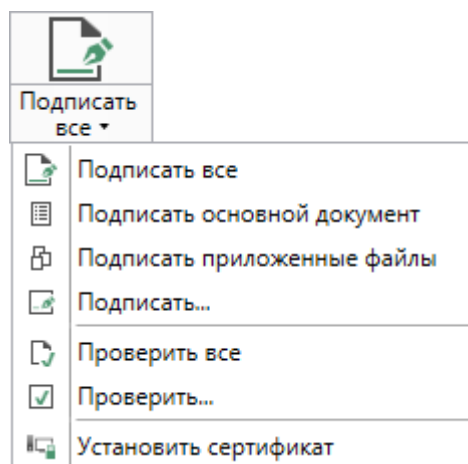 Подписать
все
Подписать все
Подписать основной документ
Подписать приложенные файлы
Подписать...
Проверить все
Проверить...
Установить сертификат